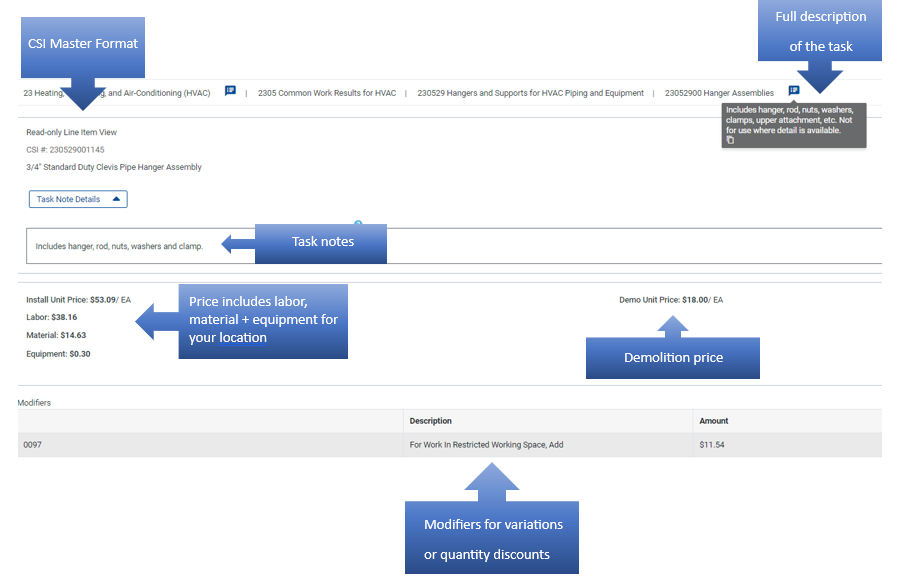 CSI Master Format
Full description
of the task
23 Heating, g, and Air-Conditioning (HVAC) | 2305 Common Work Results for HVAC | 230529 Hangers and Supports for HVAC Piping and Equipment | 23052900 Hanger Assemblies
Includes hanger, rod, nuts, washers,
clamps, upper attachment, etc. Not
for use where detail is available.
Read-only Line Item View
CSI #: 230529001145
3/4" Standard Duty Clevis Pipe Hanger Assembly
Task Note Details
Includes hanger, rod, nuts, washers and clamp.
Task notes
Install Unit Price: $53.09/ EA
Labor: $38.16
Material: $14.63
Equipment: $0.30
Price includes labor,
material + equipment for
your location
Demo Unit Price: $18.00/ EA
Demolition price
Modifiers
Description Amount
0097 For Work In Restricted Working Space, Add $11.54
Modifiers for variations
or quantity discounts